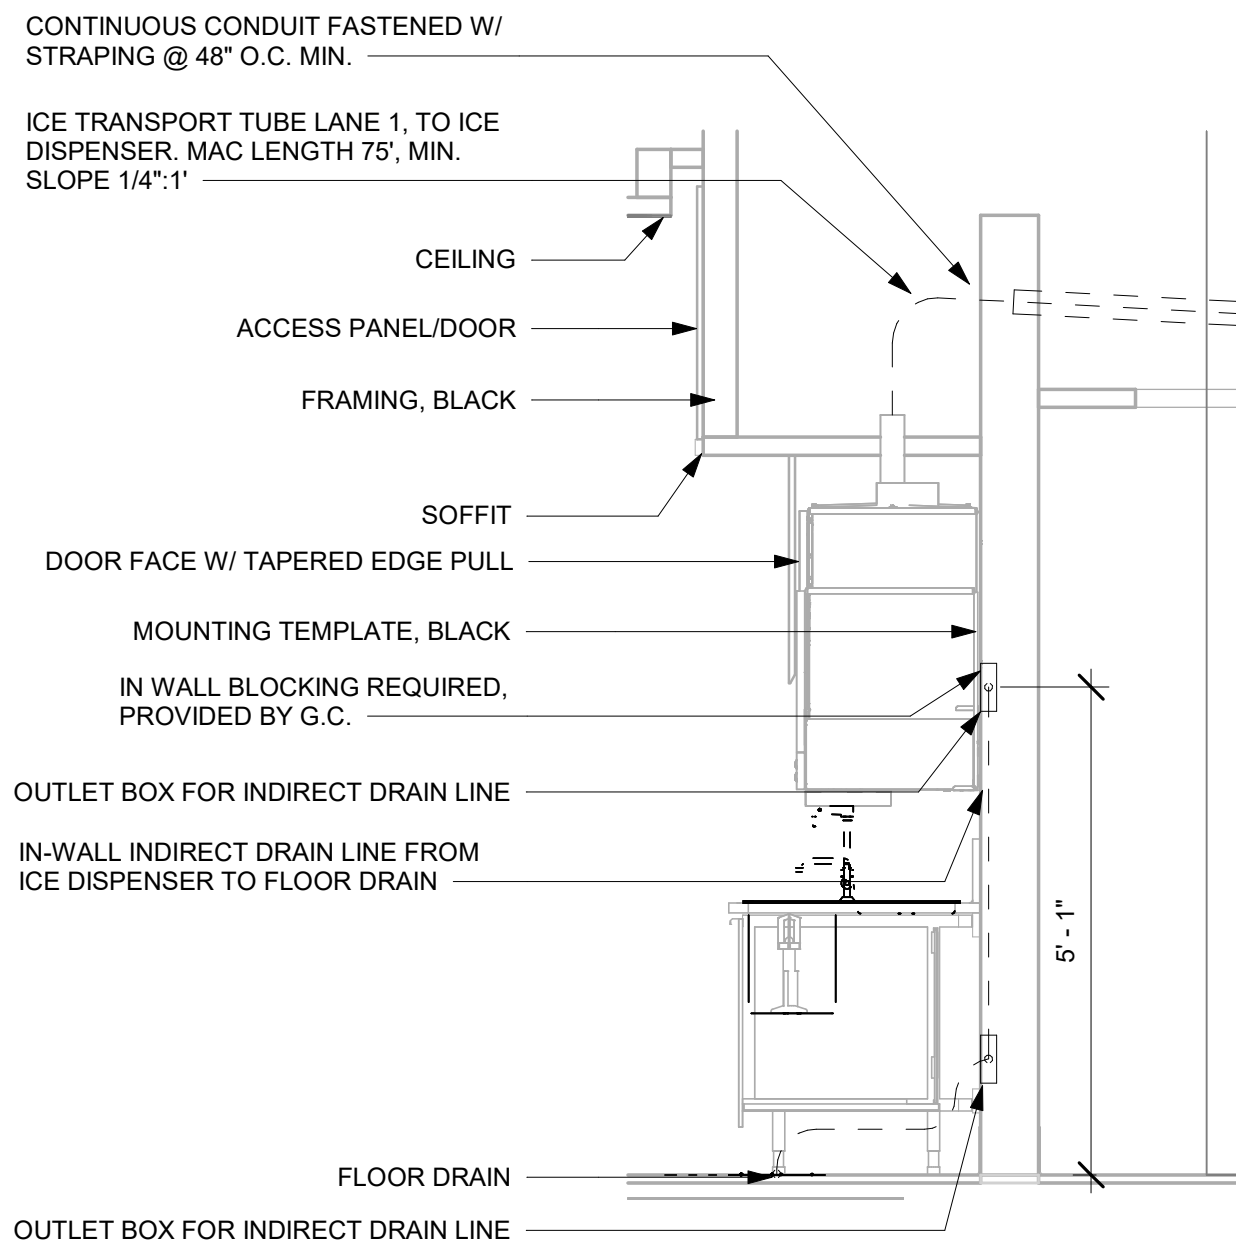 CONTINUOUS CONDUIT FASTENED W/
STRAPING @ 48" O.C. MIN.
ICE TRANSPORT TUBE LANE 1, TO ICE
DISPENSER. MAC LENGTH 75', MIN.
SLOPE 1/4":1'
CEILING
ACCESS PANEL/DOOR
FRAMING, BLACK
SOFFIT
DOOR FACE W/ TAPERED EDGE PULL
MOUNTING TEMPLATE, BLACK
IN WALL BLOCKING REQUIRED,
PROVIDED BY G.C.
OUTLET BOX FOR INDIRECT DRAIN LINE
IN-WALL INDIRECT DRAIN LINE FROM
ICE DISPENSER TO FLOOR DRAIN
5' - 1"
FLOOR DRAIN
OUTLET BOX FOR INDIRECT DRAIN LINE